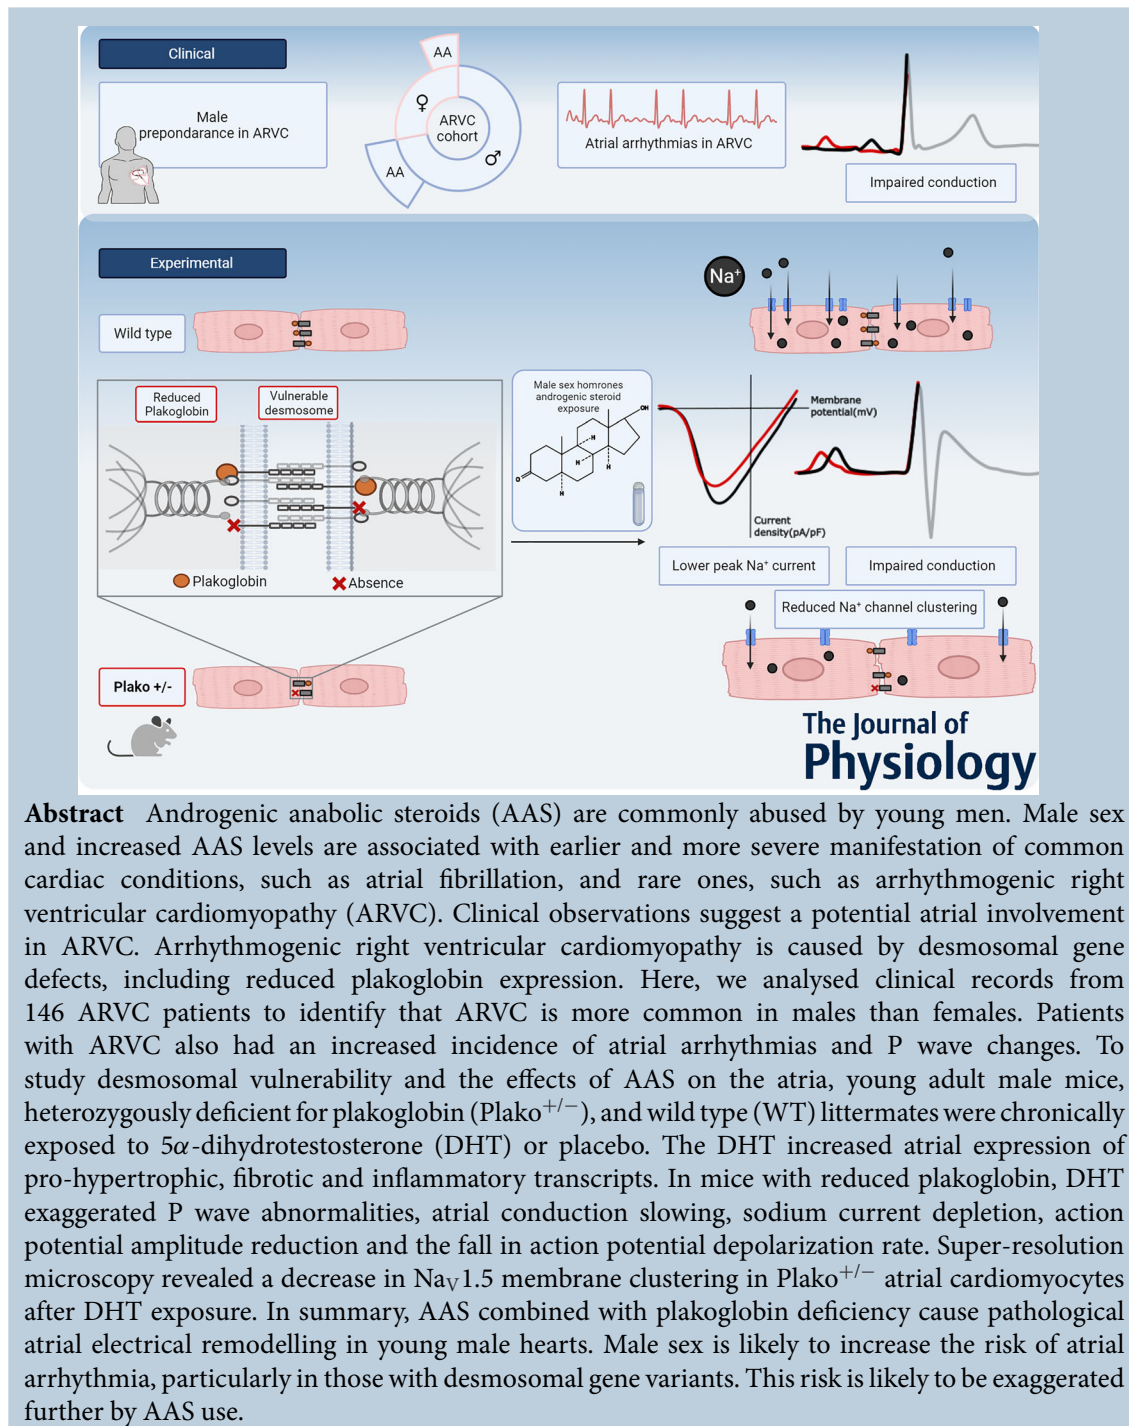 Clinical
Male
prepondarance in ARVC
AA
♀
ARVC
cohort
♂
AA
Atrial arrhythmias in ARVC
Impaired conduction
Experimental
Wild type
Na⁺
Reduced
Plakoglobin
Vulnerable
desmosome
Plakoglobin
Absence
Male sex homrones
androgenic steroid
exposure
OH
H
H
H
H
O
Membrane
potential(mV)
Current
density(pA/pF)
Lower peak Na⁺ current
Impaired conduction
Reduced Na⁺ channel clustering
Plako +/-
The Journal of
Physiology
Abstract Androgenic anabolic steroids (AAS) are commonly abused by young men. Male sex
and increased AAS levels are associated with earlier and more severe manifestation of common
cardiac conditions, such as atrial fibrillation, and rare ones, such as arrhythmogenic right
ventricular cardiomyopathy (ARVC). Clinical observations suggest a potential atrial involvement
in ARVC. Arrhythmogenic right ventricular cardiomyopathy is caused by desmosomal gene
defects, including reduced plakoglobin expression. Here, we analysed clinical records from
146 ARVC patients to identify that ARVC is more common in males than females. Patients
with ARVC also had an increased incidence of atrial arrhythmias and P wave changes. To
study desmosomal vulnerability and the effects of AAS on the atria, young adult male mice,
heterozygously deficient for plakoglobin (Plako⁺/⁻), and wild type (WT) littermates were chronically
exposed to 5α-dihydrotestosterone (DHT) or placebo. The DHT increased atrial expression of
pro-hypertrophic, fibrotic and inflammatory transcripts. In mice with reduced plakoglobin, DHT
exaggerated P wave abnormalities, atrial conduction slowing, sodium current depletion, action
potential amplitude reduction and the fall in action potential depolarization rate. Super-resolution
microscopy revealed a decrease in NaV1.5 membrane clustering in Plako⁺/⁻ atrial cardiomyocytes
after DHT exposure. In summary, AAS combined with plakoglobin deficiency cause pathological
atrial electrical remodelling in young male hearts. Male sex is likely to increase the risk of atrial
arrhythmia, particularly in those with desmosomal gene variants. This risk is likely to be exaggerated
further by AAS use.